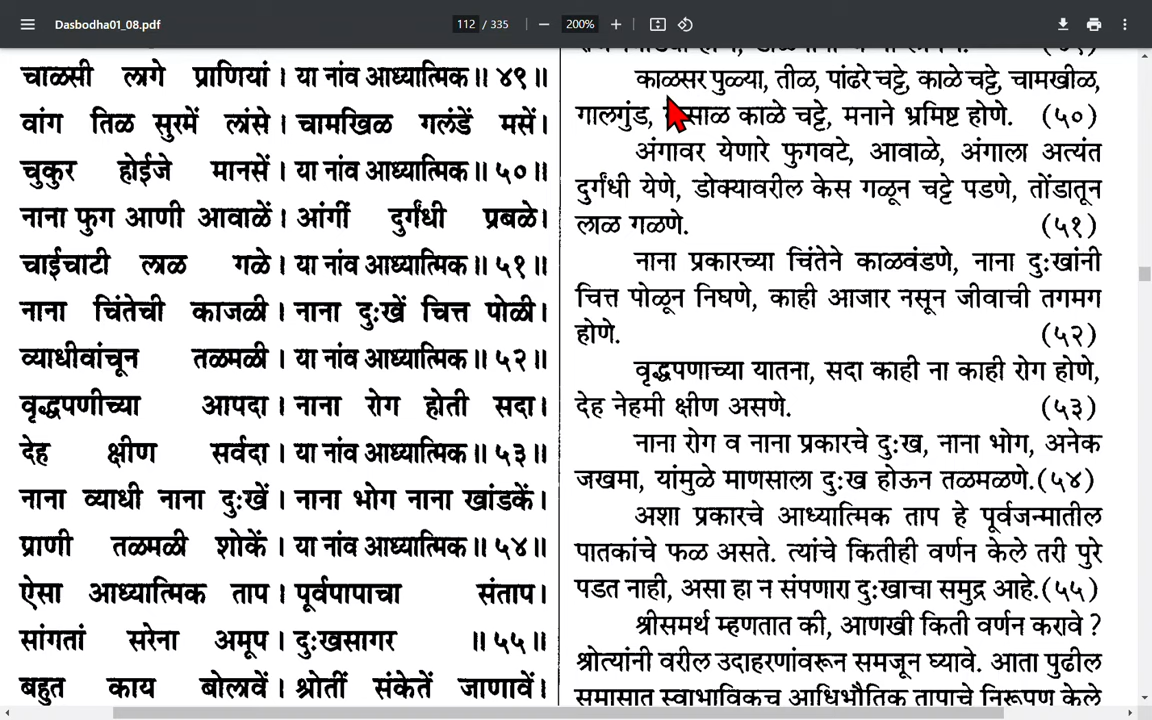 Dasbodha01_08.pdf
112 / 335
200%
चाळसी लागे प्राणियां। या नांव आध्यात्मिक॥ ४९॥
वांग तिळ सुरमें लांसे। चामखिळ गलंडें मसें।
चुकुर होईजे मानसें। या नांव आध्यात्मिक॥ ५०॥
नाना फुग आणी आवाळें। आंगीं दुर्गंधी प्रबळे।
चाईचाटी लाळ गळे। या नांव आध्यात्मिक॥ ५१॥
नाना चिंतेची काजळी। नाना दुःखें चित्त पोळी।
व्याधीवांचून तळमळी। या नांव आध्यात्मिक॥ ५२॥
वृद्धपणीच्या आपदा। नाना रोग होती सदा।
देह क्षीण सर्वदा। या नांव आध्यात्मिक॥ ५३॥
नाना व्याधी नाना दुःखें। नाना भोग नाना खांडकें।
प्राणी तळमळी शोकें। या नांव आध्यात्मिक॥ ५४॥
ऐसा आध्यात्मिक ताप। पूर्वपापाचा संताप।
सांगतां सरेना अमूप। दुःखसागर ॥ ५५॥
बहुत काय बोलावें। श्रोतीं संकेतें जाणावें।
काळसर पुळ्या, तीळ, पांढरे चट्टे, काळे चट्टे, चामखीळ,
गालगुंड, साळ काळे चट्टे, मनाने भ्रमिष्ट होणे. (५०)
अंगावर येणारे फुगवटे, आवाळे, अंगाला अत्यंत
दुर्गंधी येणे, डोक्यावरील केस गळून चट्टे पडणे, तोंडातून
लाळ गळणे. (५१)
नाना प्रकारच्या चिंतेने काळवंडणे, नाना दुःखांनी
चित्त पोळून निघणे, काही आजार नसून जीवाची तगमग
होणे. (५२)
वृद्धपणाच्या यातना, सदा काही ना काही रोग होणे,
देह नेहमी क्षीण असणे. (५३)
नाना रोग व नाना प्रकारचे दुःख, नाना भोग, अनेक
जखमा, यांमुळे माणसाला दुःख होऊन तळमळणे.(५४)
अशा प्रकारचे आध्यात्मिक ताप हे पूर्वजन्मातील
पातकांचे फळ असते. त्यांचे कितीही वर्णन केले तरी पुरे
पडत नाही, असा हा न संपणारा दुःखाचा समुद्र आहे.(५५)
श्रीसमर्थ म्हणतात की, आणखी किती वर्णन करावे ?
श्रोत्यांनी वरील उदाहरणांवरून समजून घ्यावे. आता पुढील
समासात स्वाभाविकच आधिभौतिक तापाचे निरूपण केले